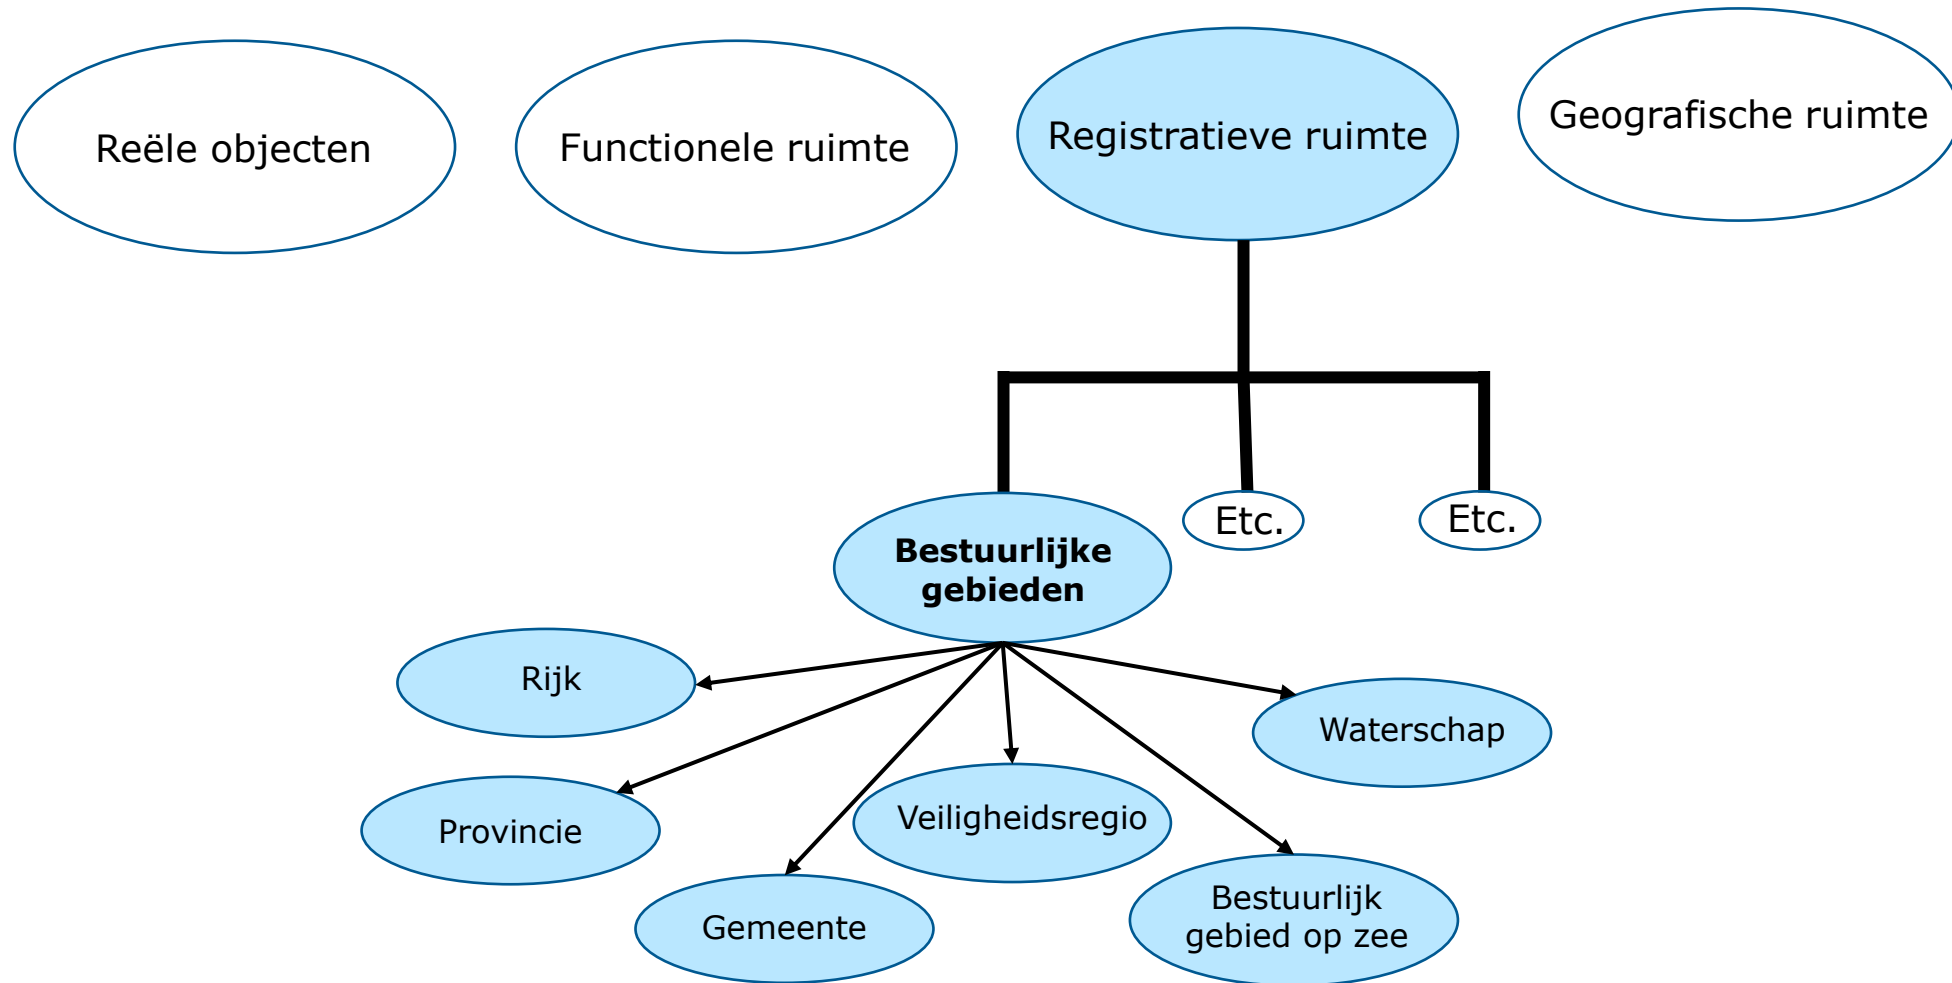 Reële objecten
Functionele ruimte
Registratieve ruimte
Geografische ruimte
Etc.
Etc.
Bestuurlijke
gebieden
Rijk
Waterschap
Provincie
Veiligheidsregio
Gemeente
Bestuurlijk
gebied op zee